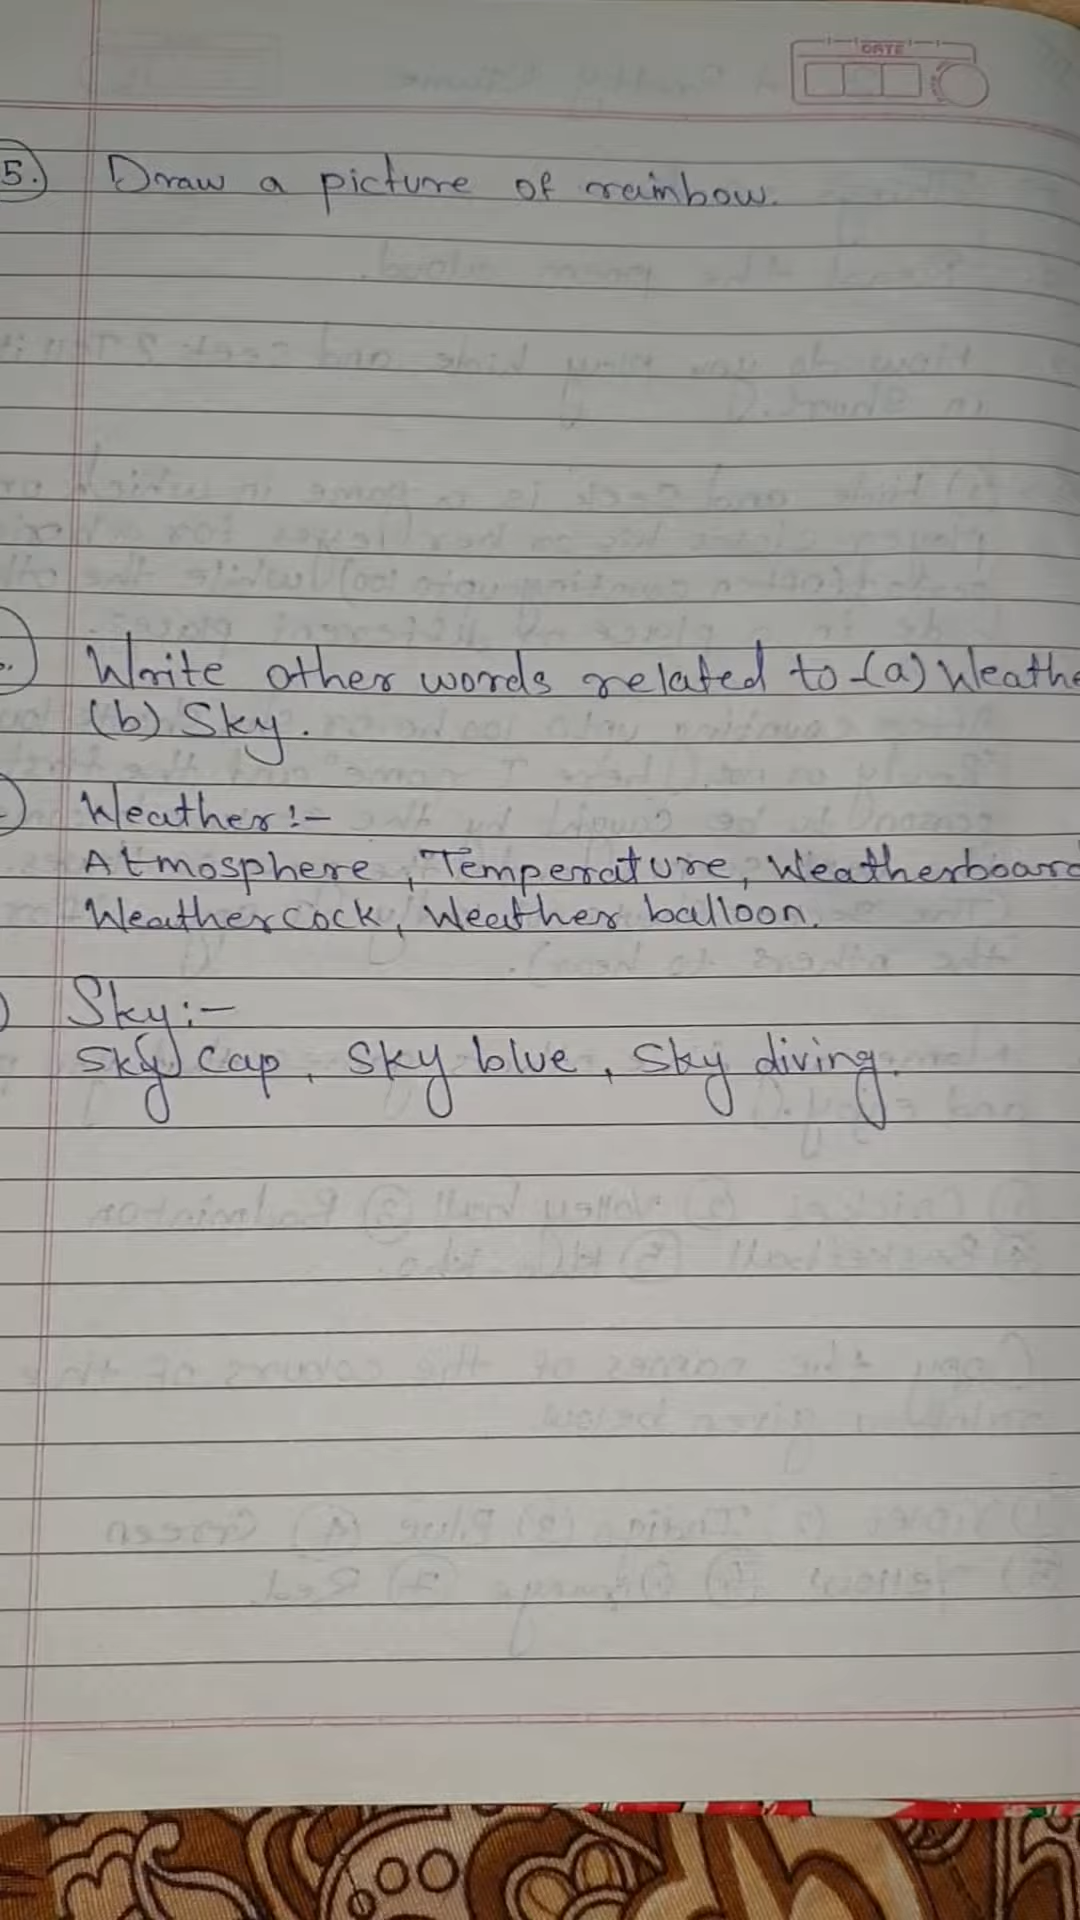 DATE
5.) Draw a picture of rainbow.
Write other words related to -(a) Weathe
(b) Sky.
Weather :-
Atmosphere, Temperature, Weatherboard
Weathercock, Weather balloon.
Sky :-
Sky cap, Sky blue, Sky diving.